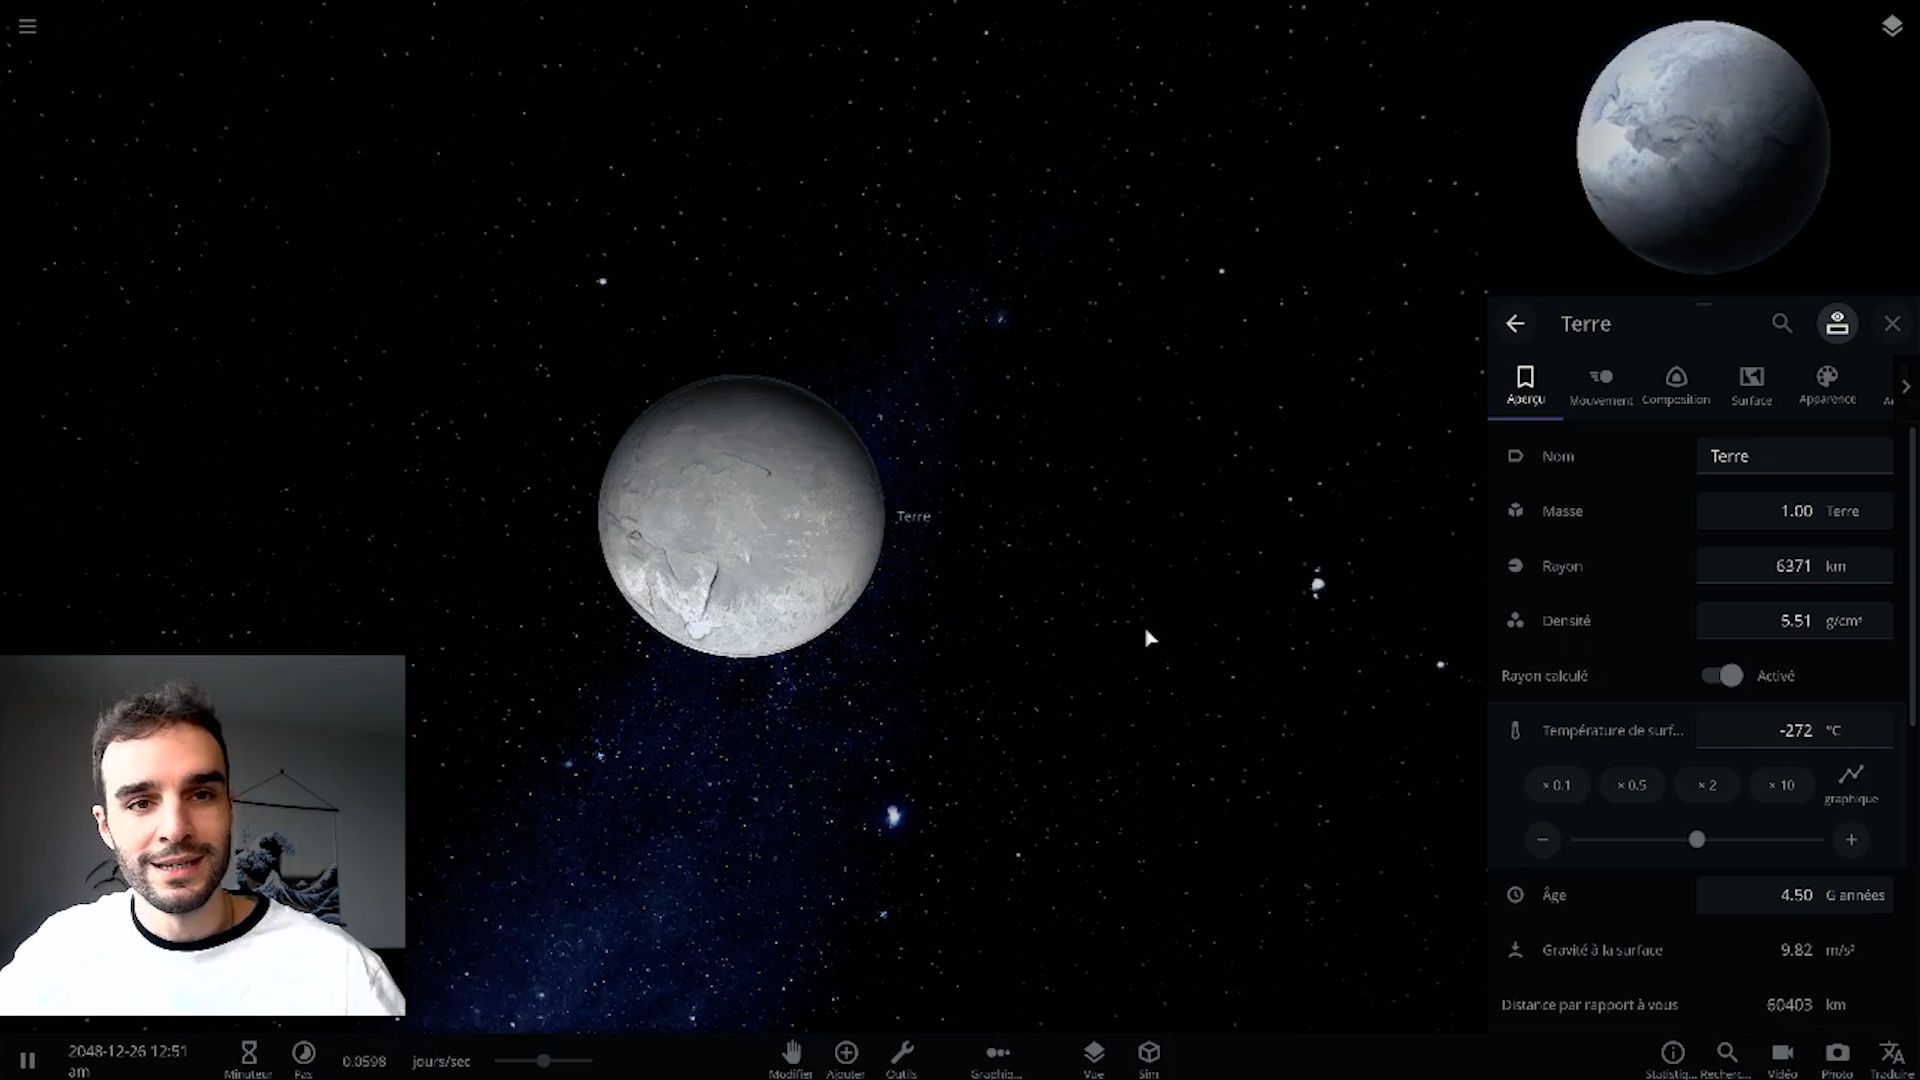 Terre
Aperçu
Mouvement
Composition
Surface
Apparence
Nom
Terre
Masse
1.00 Terre
Rayon
6371 km
Densité
5.51 g/cm³
Rayon calculé
Activé
Température de surf...
-272 °C
× 0.1
× 0.5
× 2
× 10
graphique
Âge
4.50 G années
Gravité à la surface
9.82 m/s²
Distance par rapport à vous
60403 km
Terre
2048-12-26 12:51
am
Minuteur
Pas
0.0598
jours/sec
Modifier
Ajouter
Outils
Graphiq...
Vue
Sim
Statistiq...
Recherc...
Vidéo
Photo
Traduire